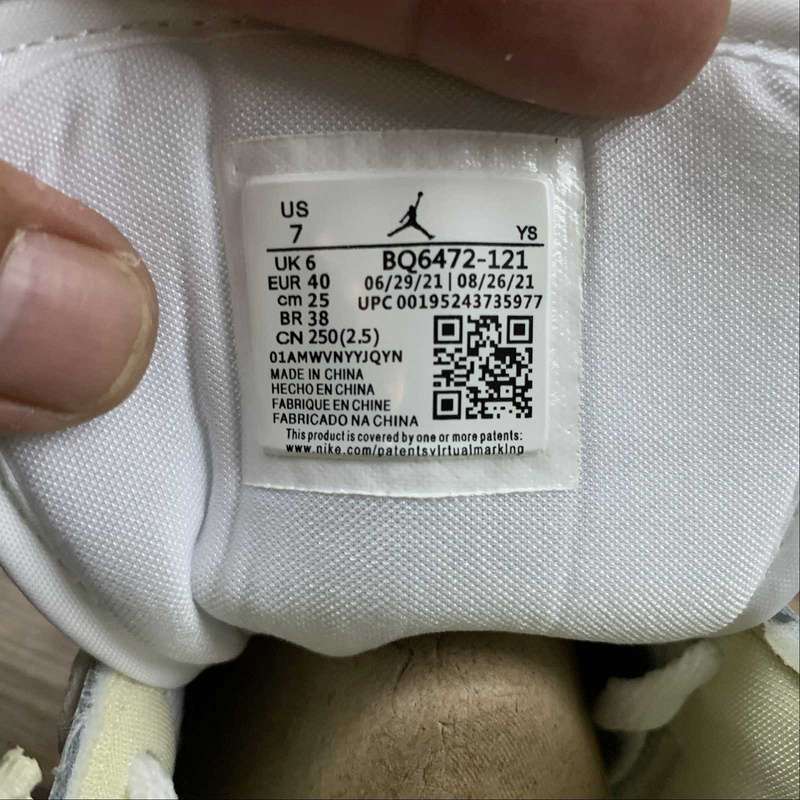 US
7
YS
UK 6
BQ6472-121
EUR 40
06/29/21 | 08/26/21
cm 25
UPC 00195243735977
BR 38
CN 250(2.5)
01AMWVNYYJQYN
MADE IN CHINA
HECHO EN CHINA
FABRIQUE EN CHINE
FABRICADO NA CHINA
This product is covered by one or more patents:
www.nike.com/patentsvirtualmarking